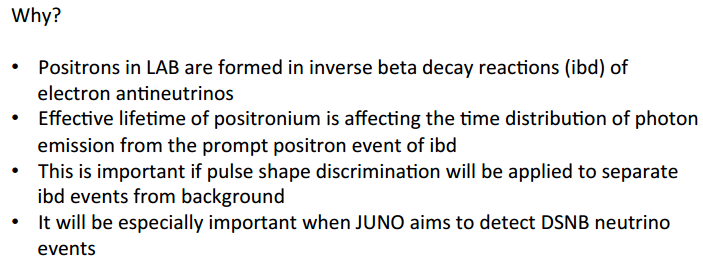 Why?
• Positrons in LAB are formed in inverse beta decay reactions (ibd) of
electron antineutrinos
• Effective lifetime of positronium is affecting the time distribution of photon
emission from the prompt positron event of ibd
• This is important if pulse shape discrimination will be applied to separate
ibd events from background
• It will be especially important when JUNO aims to detect DSNB neutrino
events